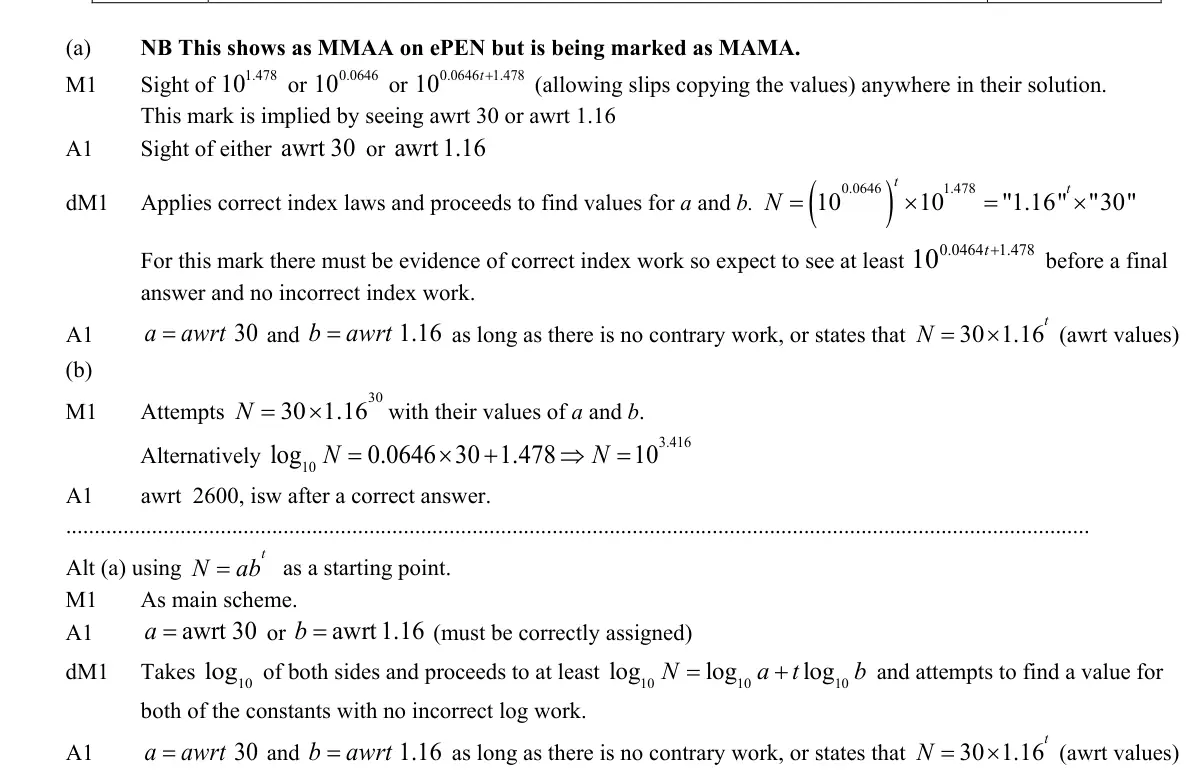 (a) NB This shows as MMAA on ePEN but is being marked as MAMA.
M1 Sight of 10^1.478 or 10^0.0646 or 10^(0.0646t+1.478) (allowing slips copying the values) anywhere in their solution.
This mark is implied by seeing awrt 30 or awrt 1.16
A1 Sight of either awrt 30 or awrt 1.16
dM1 Applies correct index laws and proceeds to find values for a and b. N = (10^0.0646)^t × 10^1.478 = "1.16"^t × "30"
For this mark there must be evidence of correct index work so expect to see at least 10^(0.0464t+1.478) before a final
answer and no incorrect index work.
A1 a = awrt 30 and b = awrt 1.16 as long as there is no contrary work, or states that N = 30×1.16^t (awrt values)
(b)
M1 Attempts N = 30×1.16^30 with their values of a and b.
Alternatively log₁₀ N = 0.0646×30+1.478 ⇒ N = 10^3.416
A1 awrt 2600, isw after a correct answer.
................................................................................
Alt (a) using N = ab^t as a starting point.
M1 As main scheme.
A1 a = awrt 30 or b = awrt 1.16 (must be correctly assigned)
dM1 Takes log₁₀ of both sides and proceeds to at least log₁₀ N = log₁₀ a + t log₁₀ b and attempts to find a value for
both of the constants with no incorrect log work.
A1 a = awrt 30 and b = awrt 1.16 as long as there is no contrary work, or states that N = 30×1.16^t (awrt values)